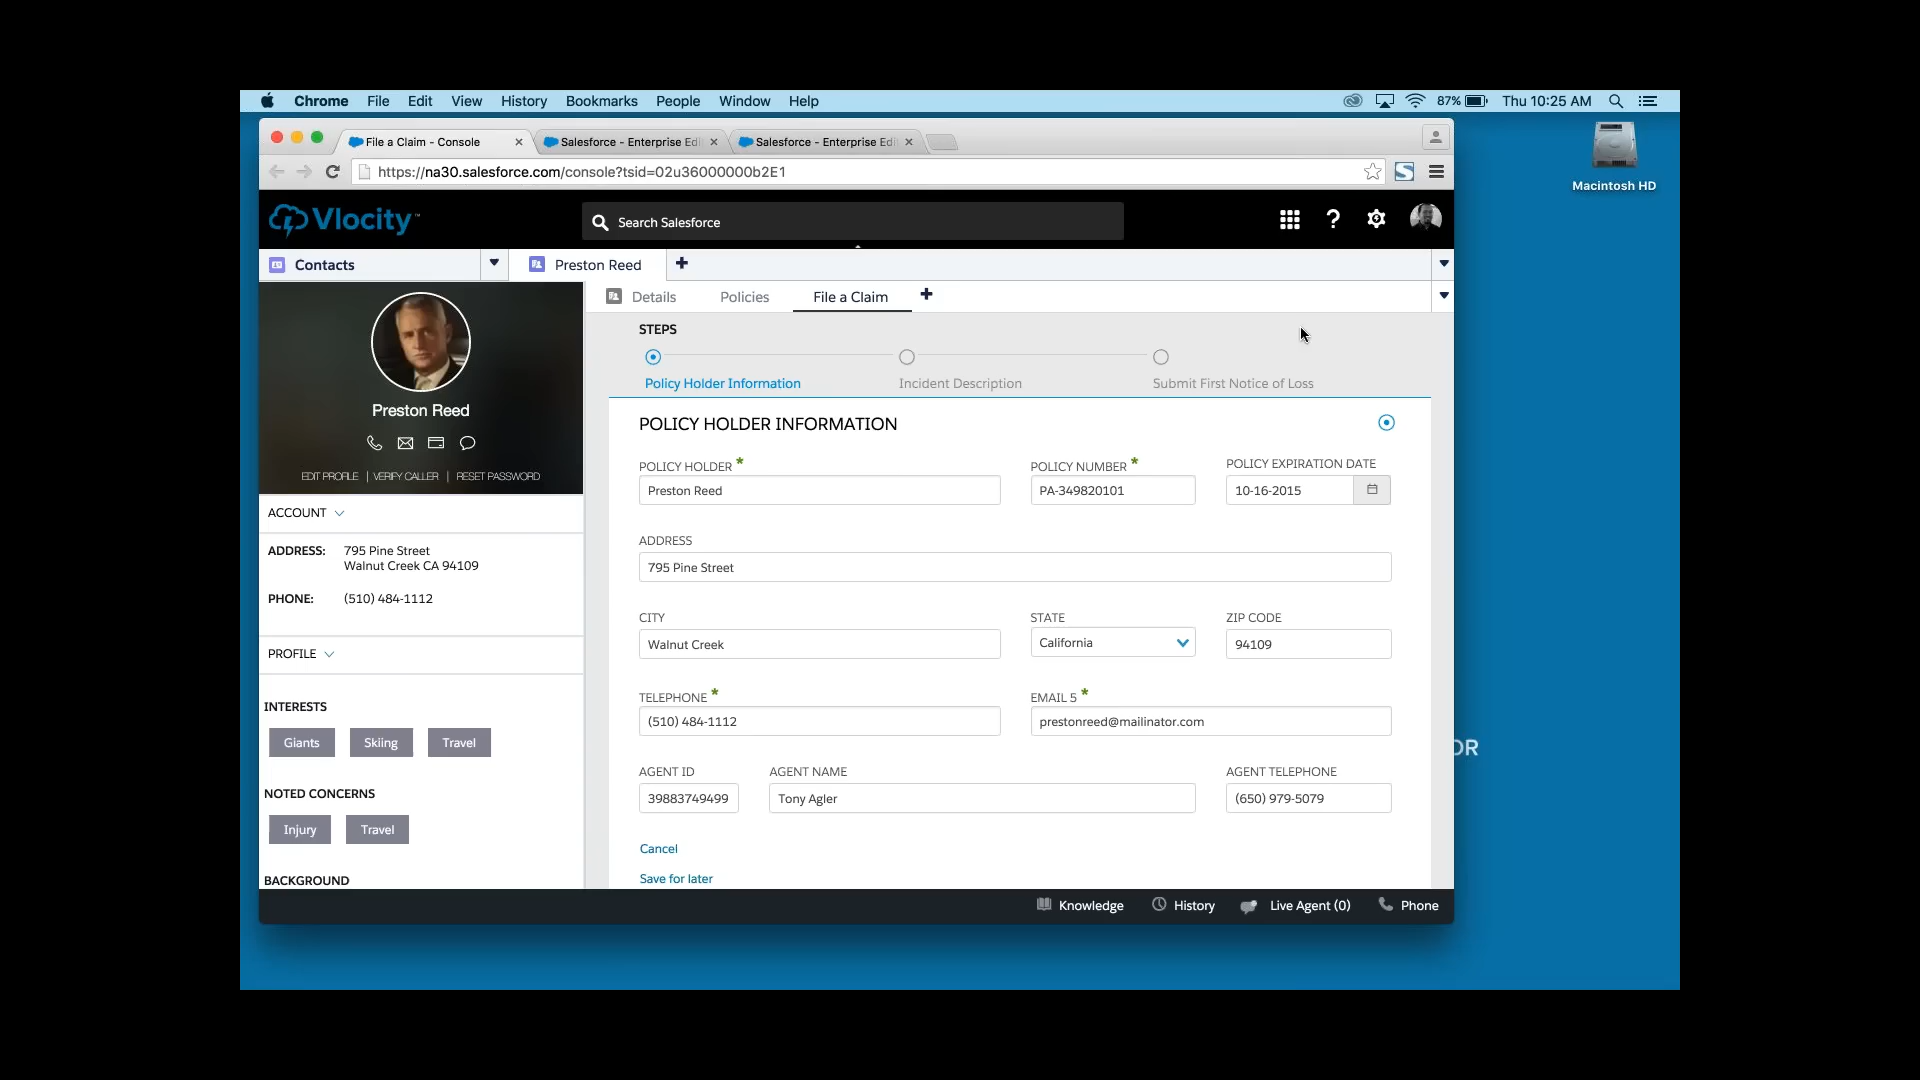 Chrome File Edit View History Bookmarks People Window Help 87% Thu 10:25 AM
File a Claim - Console Salesforce - Enterprise Edi Salesforce - Enterprise Edi
https://na30.salesforce.com/console?tsid=02u36000000b2E1
Macintosh HD
Vlocity™ Search Salesforce ?
Contacts Preston Reed
Details Policies File a Claim
STEPS
Policy Holder Information Incident Description Submit First Notice of Loss
Preston Reed
EDIT PROFILE | VERIFY CALLER | RESET PASSWORD
ACCOUNT
ADDRESS: 795 Pine Street
Walnut Creek CA 94109
PHONE: (510) 484-1112
PROFILE
INTERESTS
Giants Skiing Travel
NOTED CONCERNS
Injury Travel
BACKGROUND
POLICY HOLDER INFORMATION
POLICY HOLDER * POLICY NUMBER * POLICY EXPIRATION DATE
Preston Reed PA-349820101 10-16-2015
ADDRESS
795 Pine Street
CITY STATE ZIP CODE
Walnut Creek California 94109
TELEPHONE * EMAIL 5 *
(510) 484-1112 prestonreed@mailinator.com
AGENT ID AGENT NAME AGENT TELEPHONE
39883749499 Tony Agler (650) 979-5079
Cancel
Save for later
Knowledge History Live Agent (0) Phone
OR